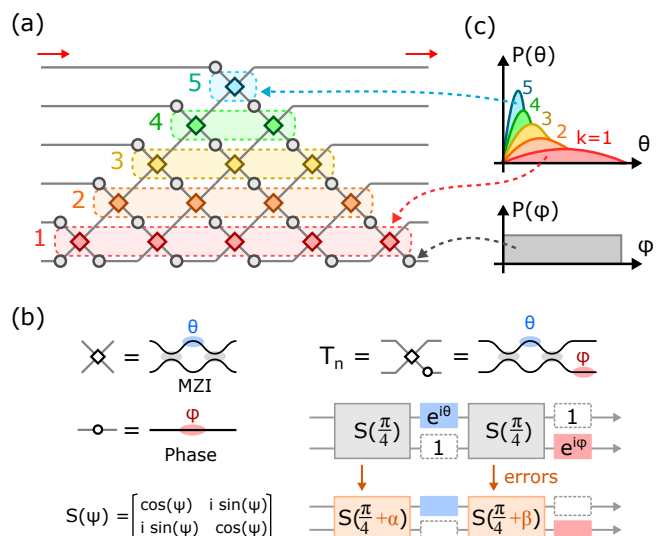 (a)
5
4
3
2
1
(c)
P(θ)
5
4
3
2
k=1
θ
P(φ)
φ
(b)
θ
=
MZI
φ
=
Phase
S(ψ) = [cos(ψ) i sin(ψ)
i sin(ψ) cos(ψ)]
θ
φ
Tn = =
S(π/4) e^iθ S(π/4) 1
1 e^iφ
errors
S(π/4 +α) S(π/4 +β)